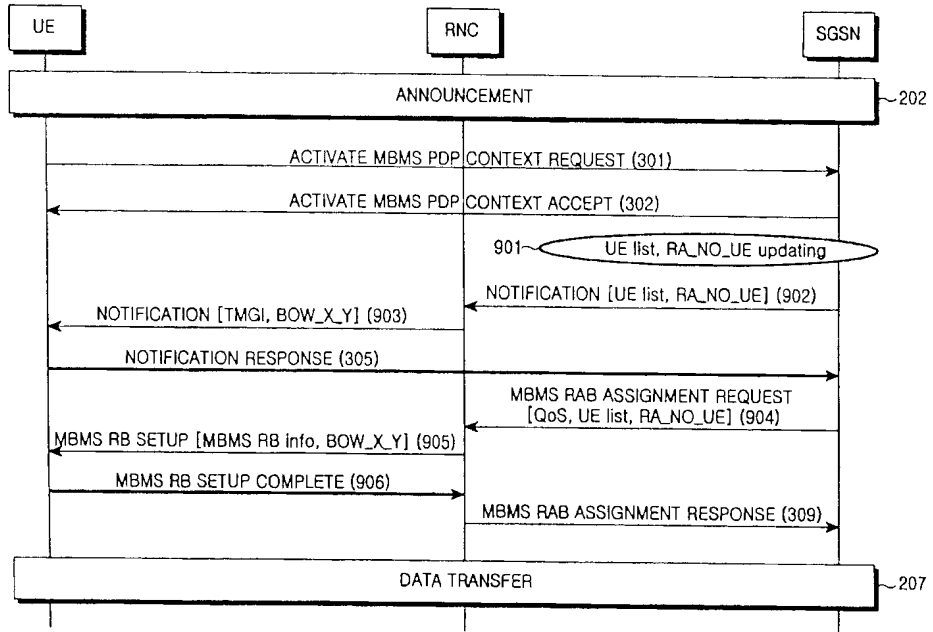 UE
RNC
SGSN
ANNOUNCEMENT
202
ACTIVATE MBMS PDP CONTEXT REQUEST (301)
ACTIVATE MBMS PDP CONTEXT ACCEPT (302)
901
UE list, RA_NO_UE updating
NOTIFICATION [UE list, RA_NO_UE] (902)
NOTIFICATION [TMGI, BOW_X_Y] (903)
NOTIFICATION RESPONSE (305)
MBMS RAB ASSIGNMENT REQUEST
[QoS, UE list, RA_NO_UE] (904)
MBMS RB SETUP [MBMS RB info, BOW_X_Y] (905)
MBMS RB SETUP COMPLETE (906)
MBMS RAB ASSIGNMENT RESPONSE (309)
DATA TRANSFER
207